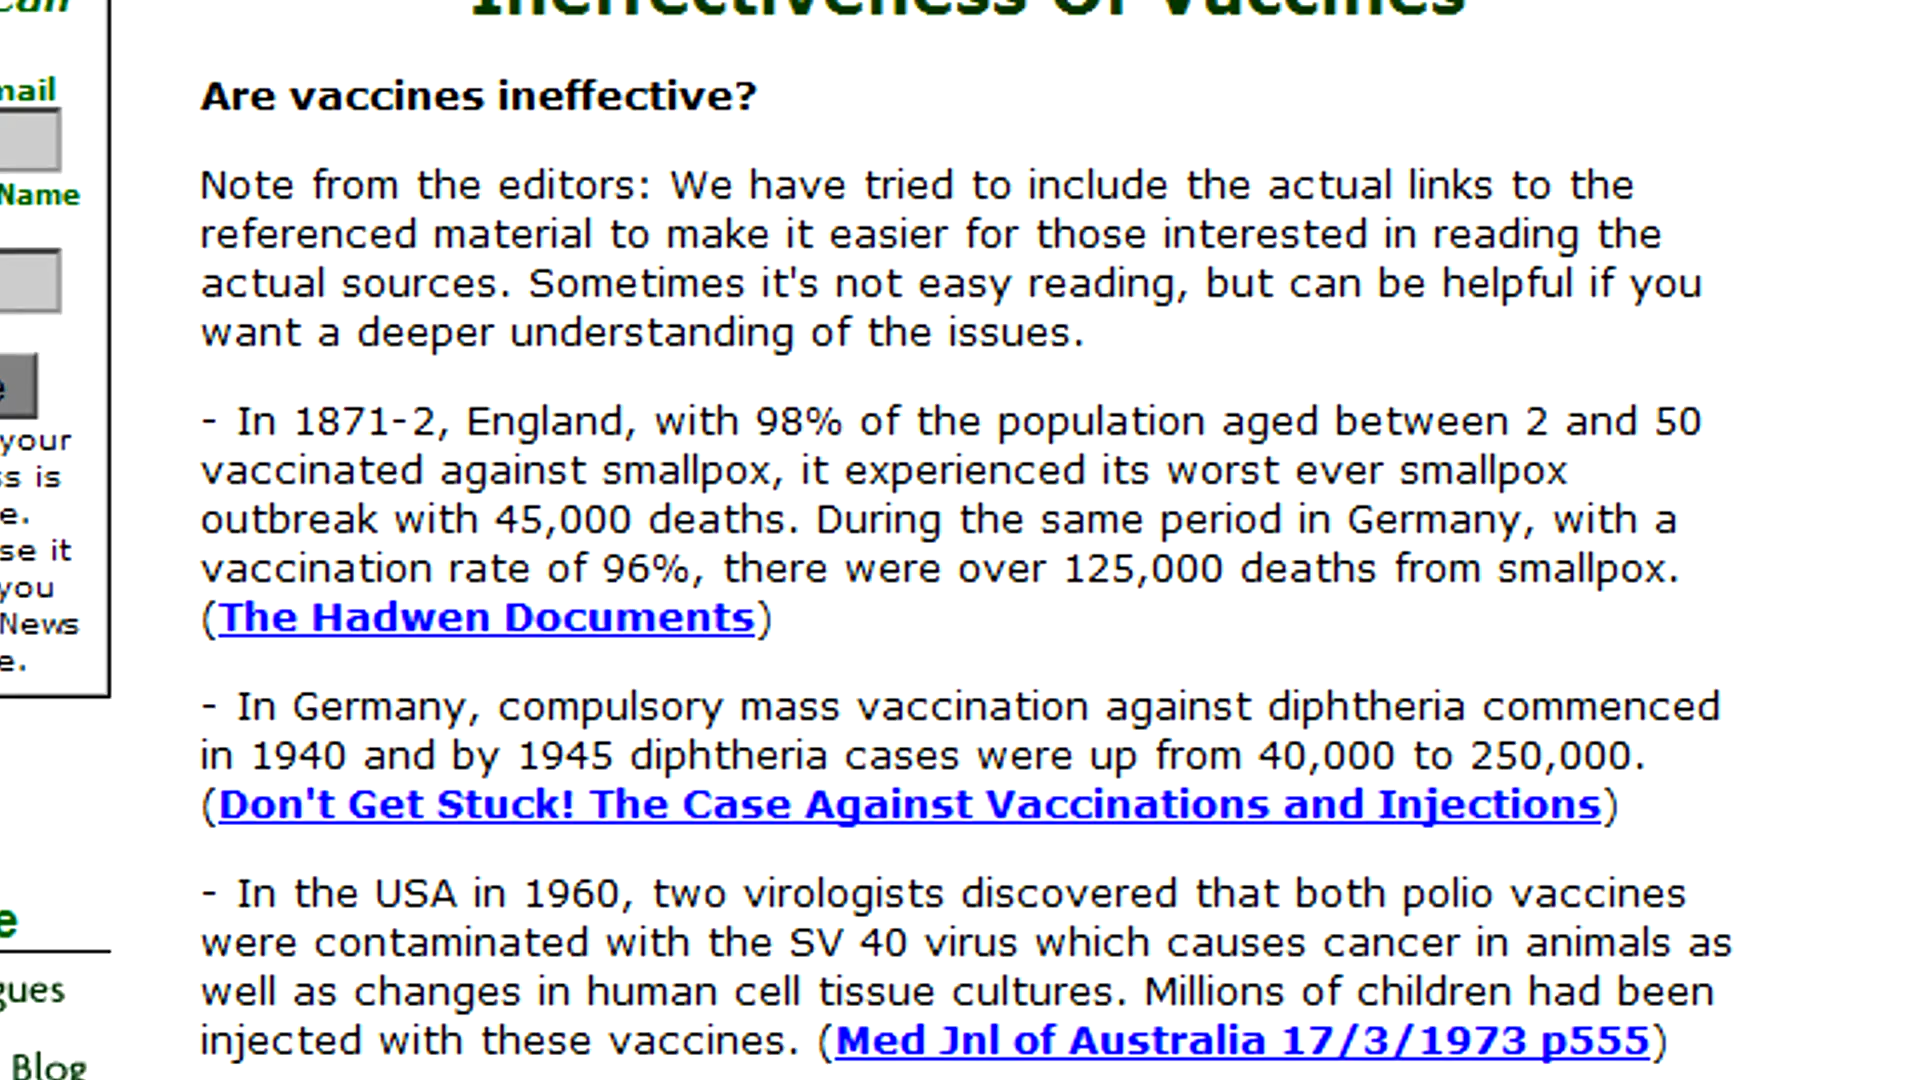 Ineffectiveness Of Vaccines
Are vaccines ineffective?
Note from the editors: We have tried to include the actual links to the
referenced material to make it easier for those interested in reading the
actual sources. Sometimes it's not easy reading, but can be helpful if you
want a deeper understanding of the issues.
- In 1871-2, England, with 98% of the population aged between 2 and 50
vaccinated against smallpox, it experienced its worst ever smallpox
outbreak with 45,000 deaths. During the same period in Germany, with a
vaccination rate of 96%, there were over 125,000 deaths from smallpox.
(The Hadwen Documents)
- In Germany, compulsory mass vaccination against diphtheria commenced
in 1940 and by 1945 diphtheria cases were up from 40,000 to 250,000.
(Don't Get Stuck! The Case Against Vaccinations and Injections)
- In the USA in 1960, two virologists discovered that both polio vaccines
were contaminated with the SV 40 virus which causes cancer in animals as
well as changes in human cell tissue cultures. Millions of children had been
injected with these vaccines. (Med Jnl of Australia 17/3/1973 p555)
mail
Name
your
is
se it
you
News
Blog